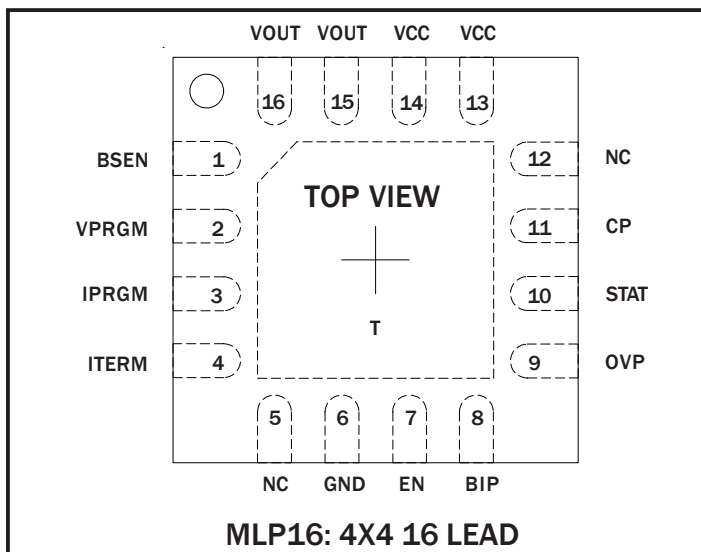 VOUT VOUT VCC VCC
16 15 14 13
BSEN 1 12 NC
TOP VIEW
VPRGM 2 11 CP
IPRGM 3 10 STAT
T
ITERM 4 9 OVP
5 6 7 8
NC GND EN BIP
MLP16: 4X4 16 LEAD